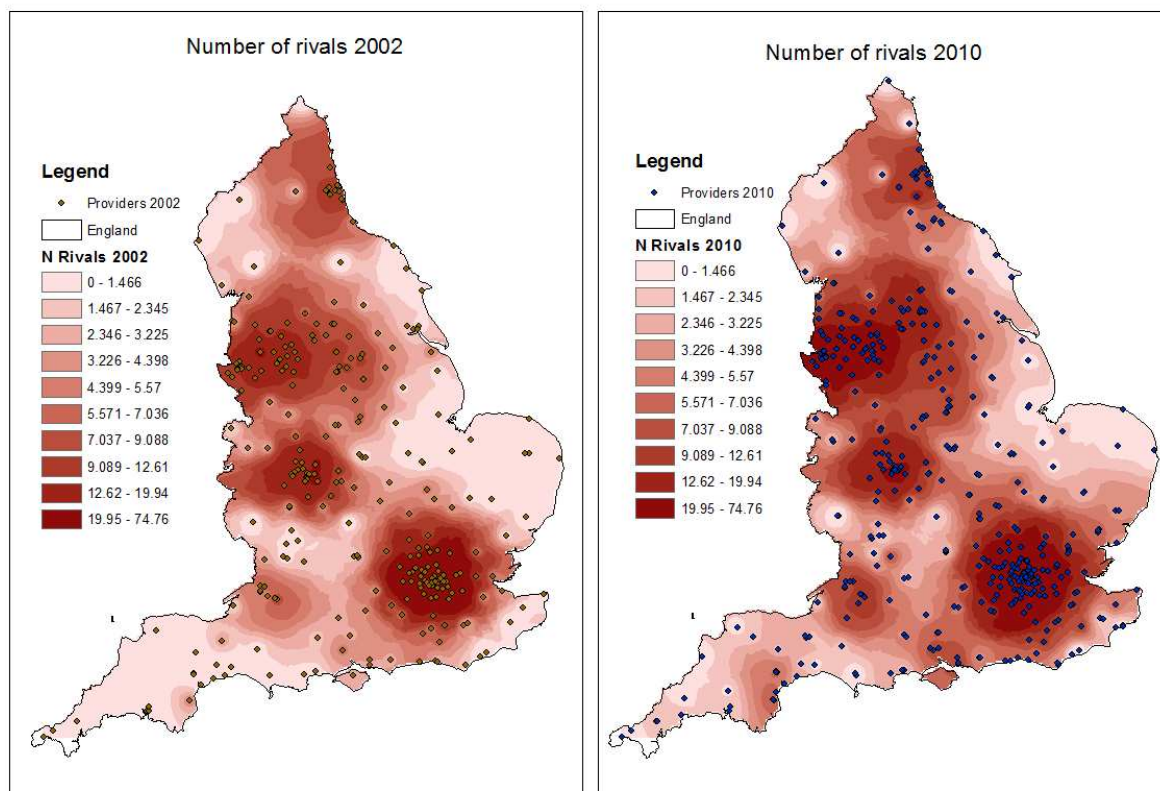 Number of rivals 2002
Legend
Providers 2002
England
N Rivals 2002
0 - 1.466
1.467 - 2.345
2.346 - 3.225
3.226 - 4.398
4.399 - 5.57
5.571 - 7.036
7.037 - 9.088
9.089 - 12.61
12.62 - 19.94
19.95 - 74.76
Number of rivals 2010
Legend
Providers 2010
England
N Rivals 2010
0 - 1.466
1.467 - 2.345
2.346 - 3.225
3.226 - 4.398
4.399 - 5.57
5.571 - 7.036
7.037 - 9.088
9.089 - 12.61
12.62 - 19.94
19.95 - 74.76